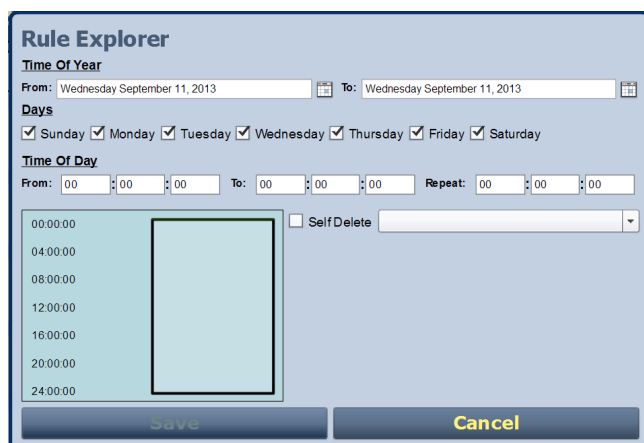 Rule Explorer
Time Of Year
From: Wednesday September 11, 2013 To: Wednesday September 11, 2013
Days
Sunday Monday Tuesday Wednesday Thursday Friday Saturday
Time Of Day
From: 00 : 00 : 00 To: 00 : 00 : 00 Repeat: 00 : 00 : 00
00:00:00 Self Delete
04:00:00
08:00:00
12:00:00
16:00:00
20:00:00
24:00:00
Save Cancel